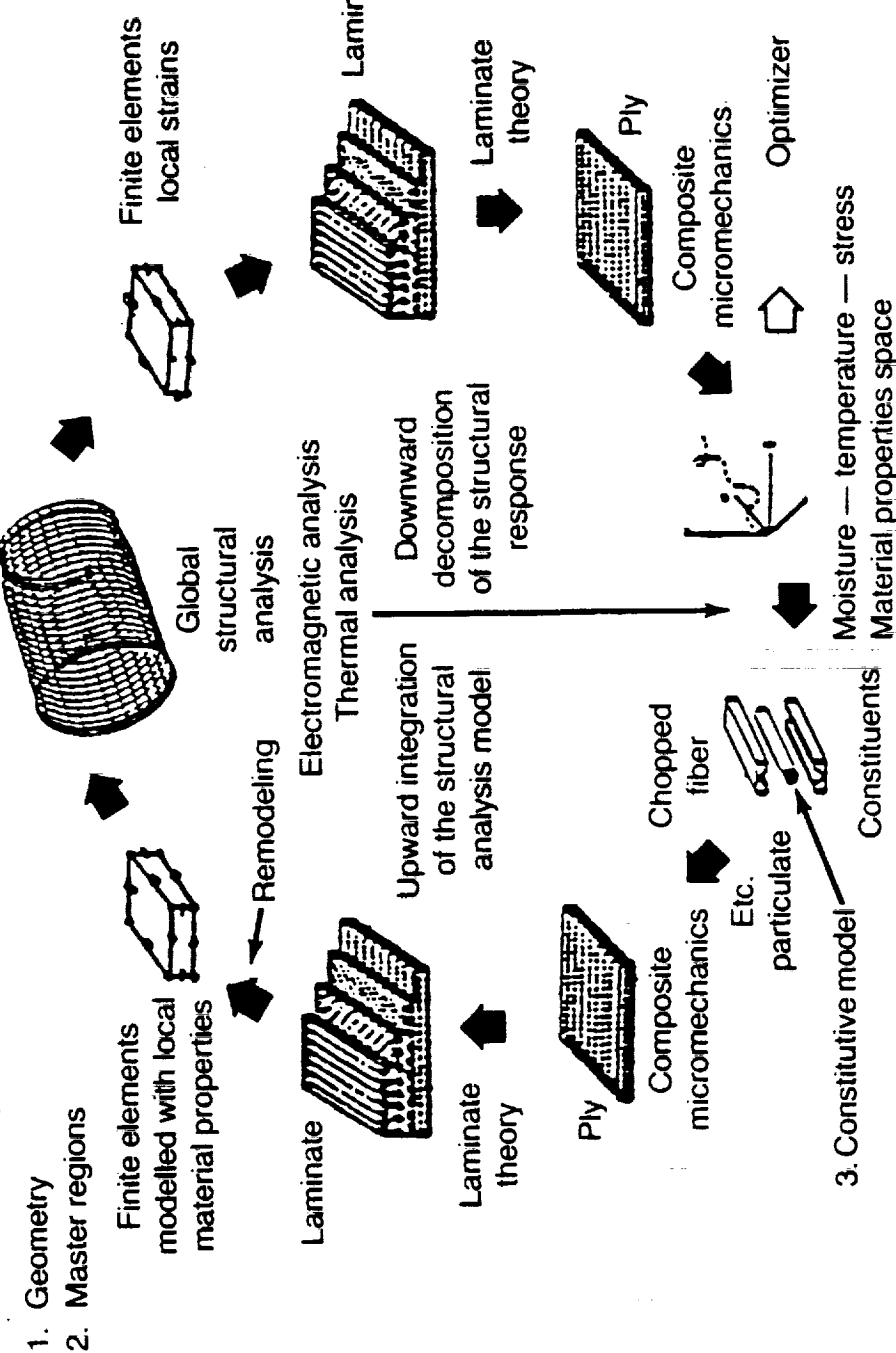 1. Geometry
2. Master regions
Finite elements
modelled with local
material properties
Remodeling
Global
structural
analysis
Finite elements
local strains
Laminate
Electromagnetic analysis
Thermal analysis
Lamin
Laminate
theory
Upward integration
of the structural
analysis model
Downward
decomposition
of the structural
response
Laminate
theory
Ply
Ply
Composite
micromechanics
Chopped
fiber
Etc.
particulate
Composite
micromechanics
Optimizer
3. Constitutive model
Constituents
Moisture — temperature — stress
Material properties space